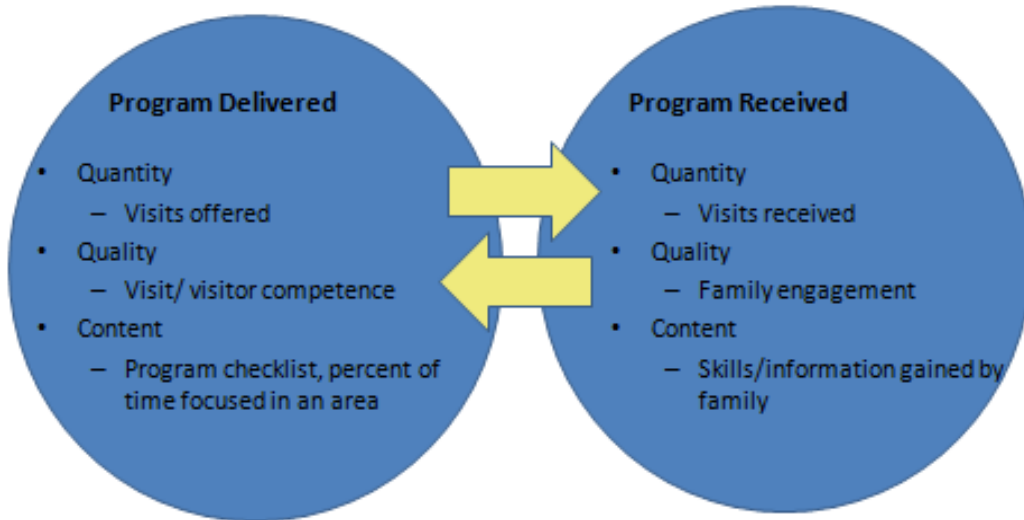 Program Delivered
• Quantity
– Visits offered
• Quality
– Visit/ visitor competence
• Content
– Program checklist, percent of
time focused in an area
Program Received
• Quantity
– Visits received
• Quality
– Family engagement
• Content
– Skills/information gained by
family